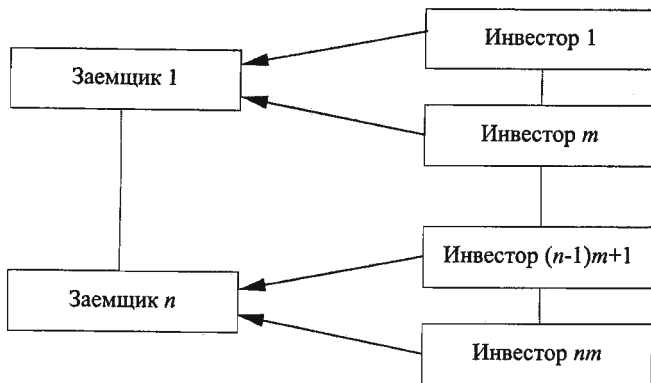 Инвестор 1
Заемщик 1
Инвестор m
Инвестор (n-1)m+1
Заемщик n
Инвестор nm